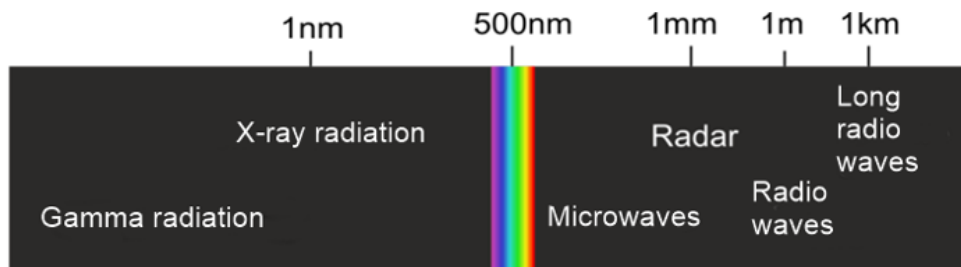 1nm 500nm 1mm 1m 1km
X-ray radiation
Radar
Long
radio
waves
Gamma radiation
Microwaves
Radio
waves